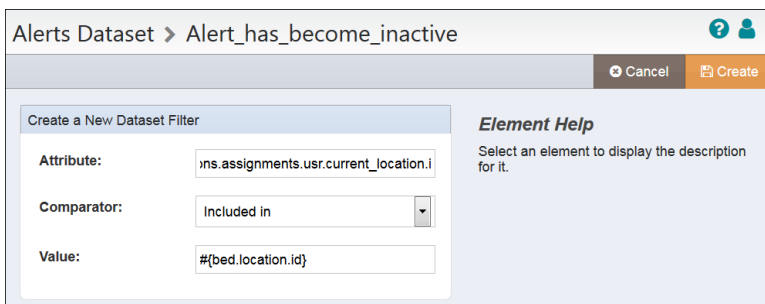 Alerts Dataset > Alert_has_become_inactive
Cancel
Create
Create a New Dataset Filter
Attribute: ons.assignments.usr.current_location.i
Comparator: Included in
Value: #{bed.location.id}
Element Help
Select an element to display the description
for it.